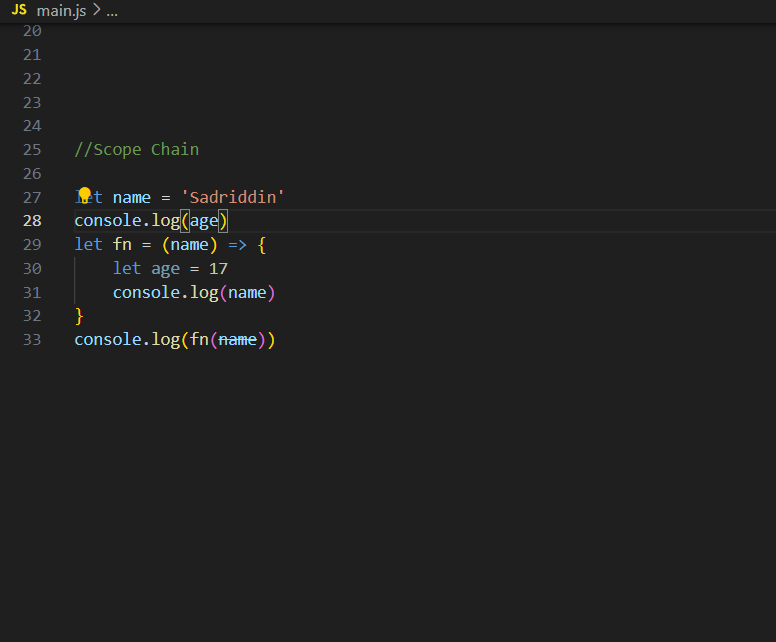 JS main.js > ...
20
21
22
23
24
25 //Scope Chain
26
27 let name = 'Sadriddin'
28 console.log(age)
29 let fn = (name) => {
30     let age = 17
31     console.log(name)
32 }
33 console.log(fn(name))